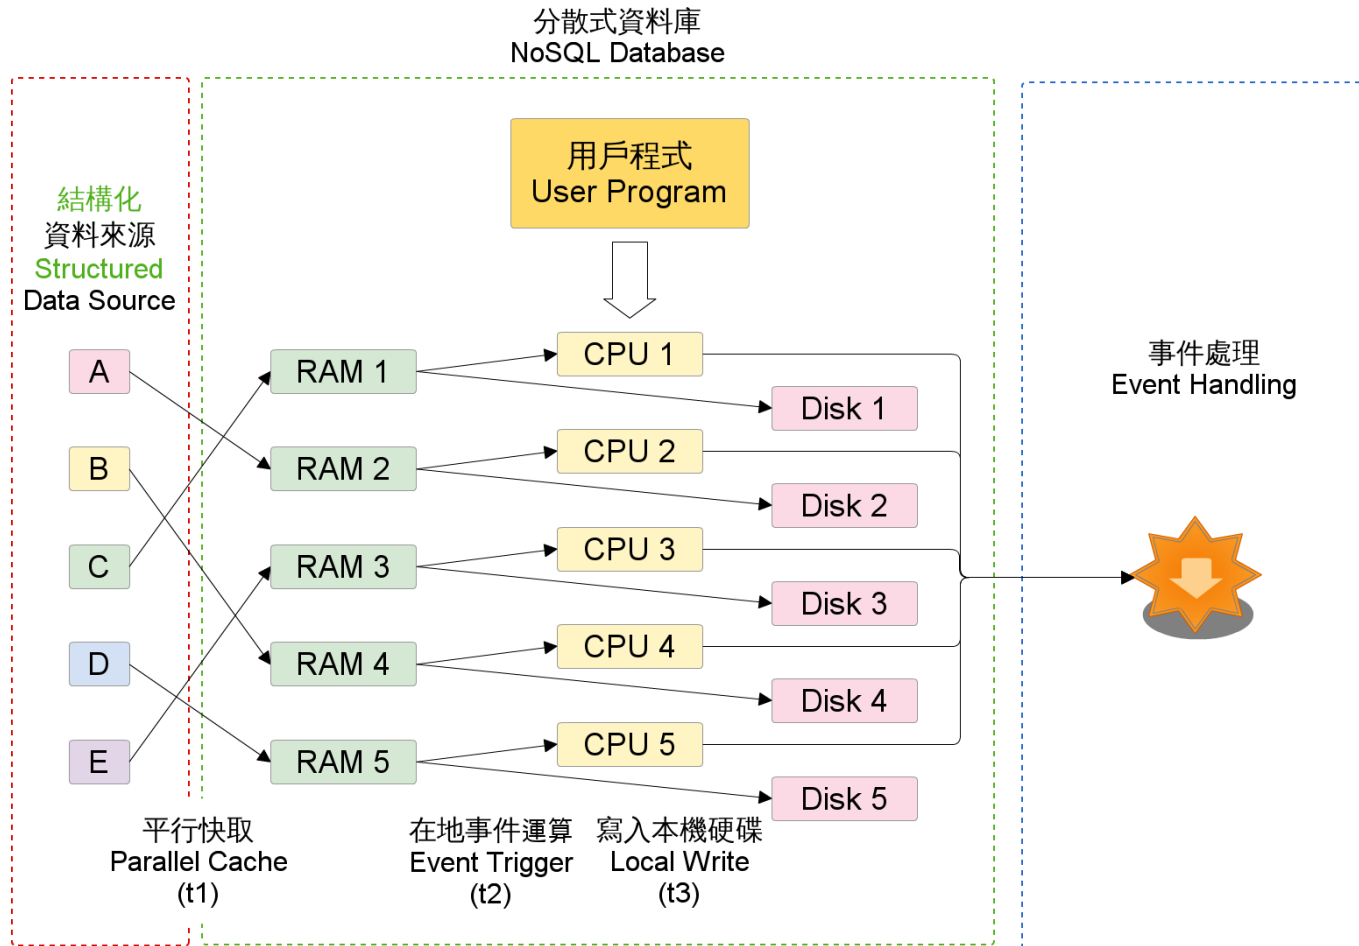 分散式資料庫
NoSQL Database
用戶程式
User Program
結構化
資料來源
Structured
Data Source
A
B
C
D
E
RAM 1
RAM 2
RAM 3
RAM 4
RAM 5
CPU 1
Disk 1
CPU 2
Disk 2
CPU 3
Disk 3
CPU 4
Disk 4
CPU 5
Disk 5
平行快取
Parallel Cache
(t1)
在地事件運算
Event Trigger
(t2)
寫入本機硬碟
Local Write
(t3)
事件處理
Event Handling